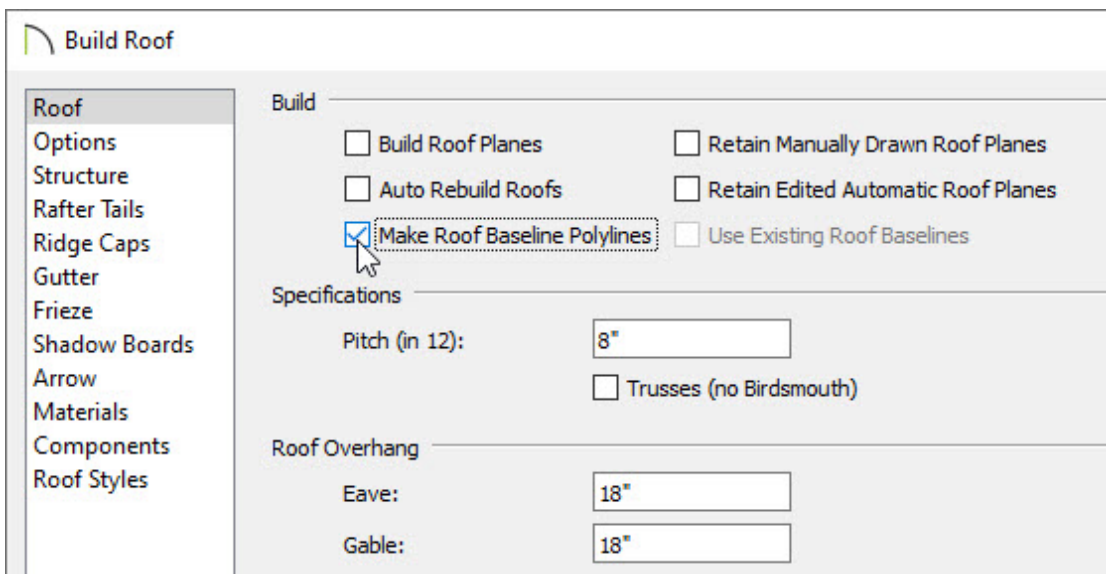 Build Roof
Roof
Options
Structure
Rafter Tails
Ridge Caps
Gutter
Frieze
Shadow Boards
Arrow
Materials
Components
Roof Styles
Build
Build Roof Planes
Retain Manually Drawn Roof Planes
Auto Rebuild Roofs
Retain Edited Automatic Roof Planes
Make Roof Baseline Polylines
Use Existing Roof Baselines
Specifications
Pitch (in 12): 8"
Trusses (no Birdsmouth)
Roof Overhang
Eave: 18"
Gable: 18"